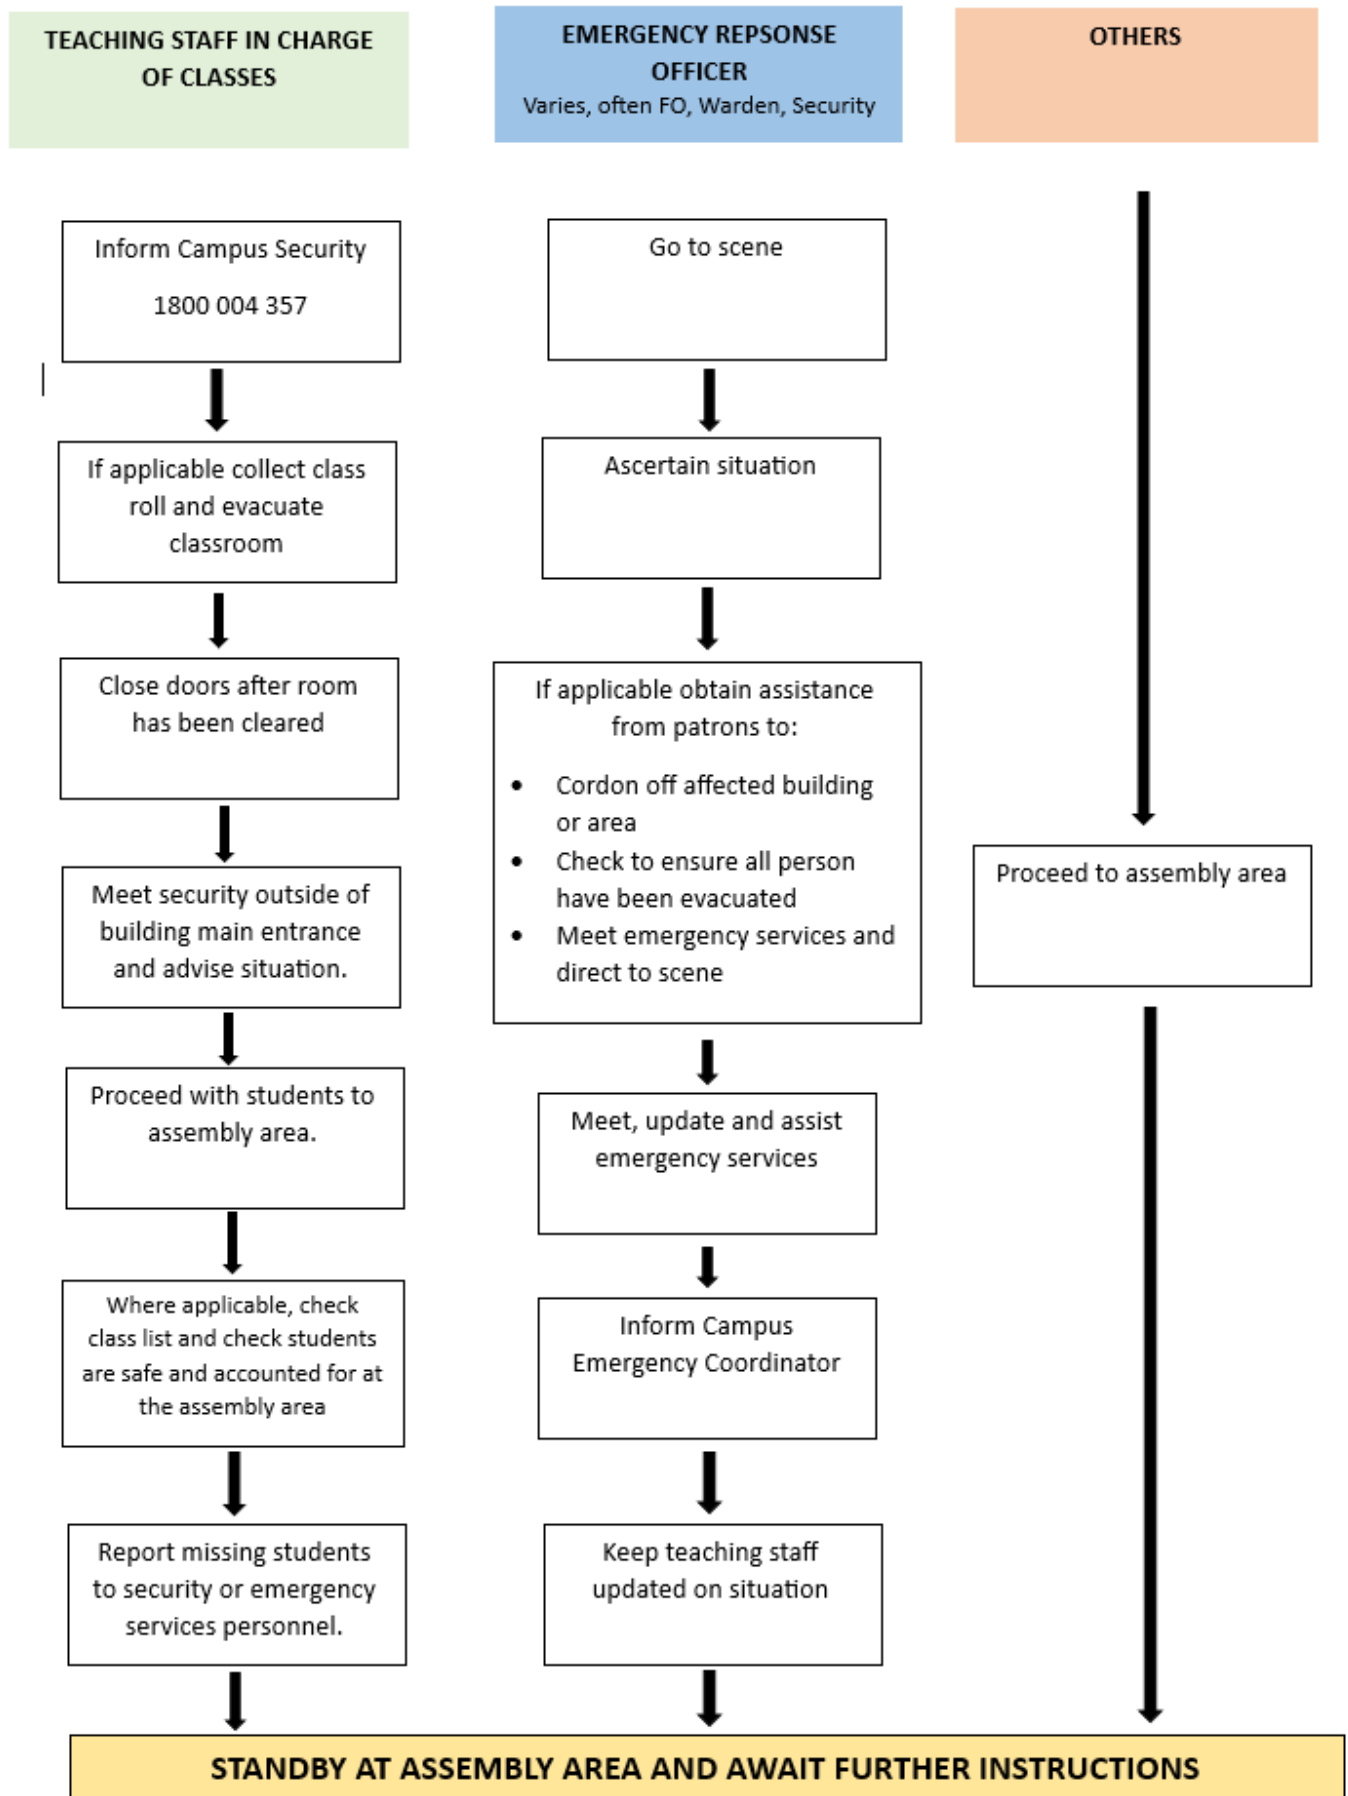 TEACHING STAFF IN CHARGE
OF CLASSES
Inform Campus Security
1800 004 357
If applicable collect class
roll and evacuate
classroom
Close doors after room
has been cleared
Meet security outside of
building main entrance
and advise situation.
Proceed with students to
assembly area.
Where applicable, check
class list and check students
are safe and accounted for at
the assembly area
Report missing students
to security or emergency
services personnel.
EMERGENCY REPSONSE
OFFICER
Varies, often FO, Warden, Security
Go to scene
Ascertain situation
If applicable obtain assistance
from patrons to:
• Cordon off affected building
or area
• Check to ensure all person
have been evacuated
• Meet emergency services and
direct to scene
Meet, update and assist
emergency services
Inform Campus
Emergency Coordinator
Keep teaching staff
updated on situation
OTHERS
Proceed to assembly area
STANDBY AT ASSEMBLY AREA AND AWAIT FURTHER INSTRUCTIONS